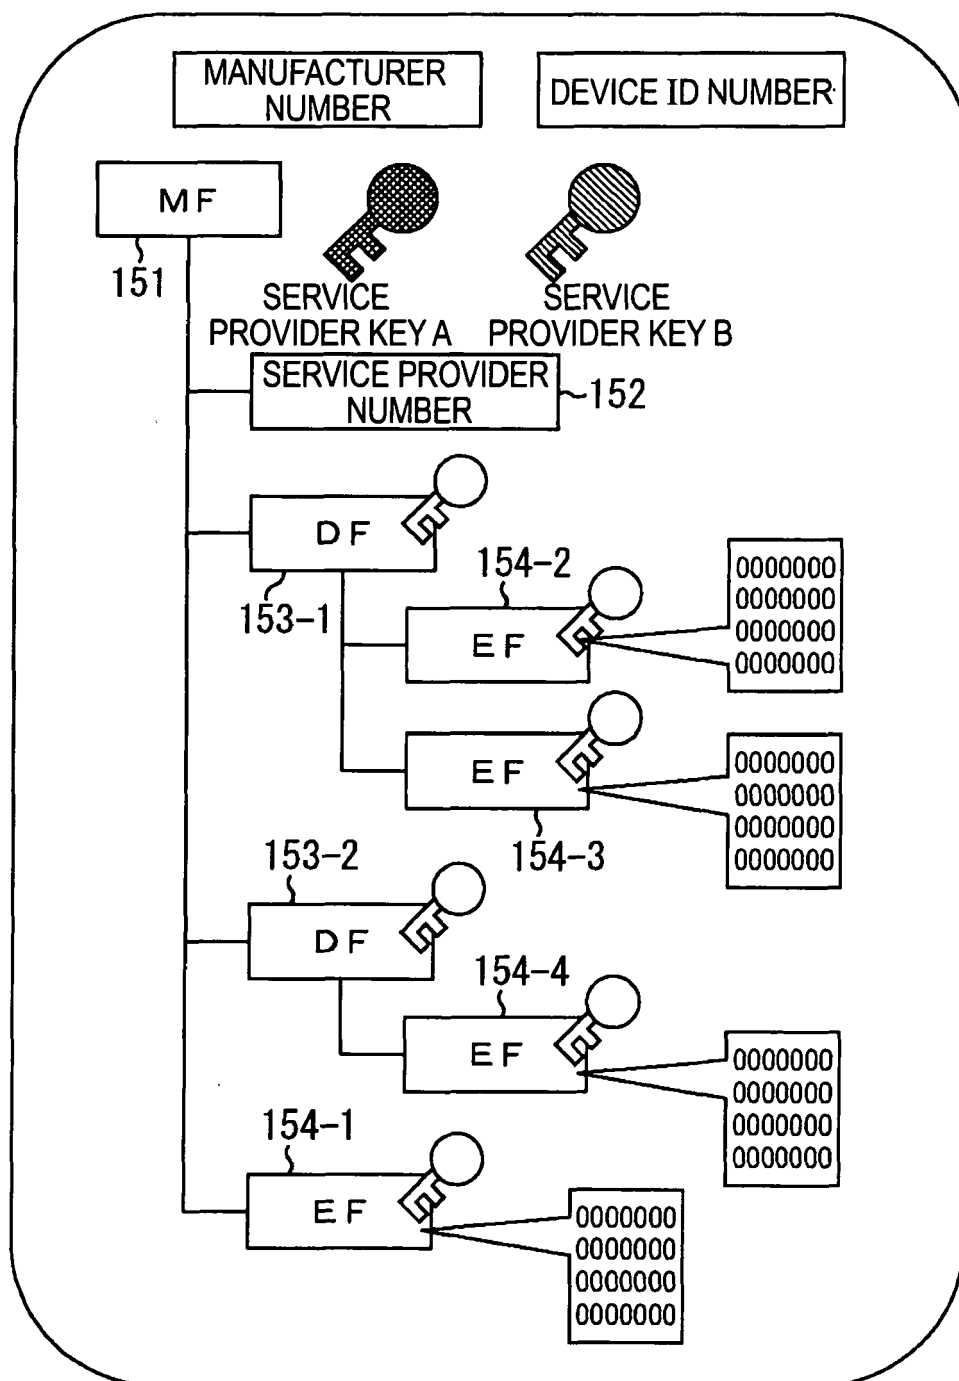 MANUFACTURER
NUMBER
DEVICE ID NUMBER
MF
151
SERVICE
PROVIDER KEY A
SERVICE
PROVIDER KEY B
SERVICE PROVIDER
NUMBER
152
DF
153-1
154-2
EF
0000000
0000000
0000000
0000000
EF
154-3
0000000
0000000
0000000
0000000
153-2
DF
154-4
EF
0000000
0000000
0000000
0000000
154-1
EF
0000000
0000000
0000000
0000000